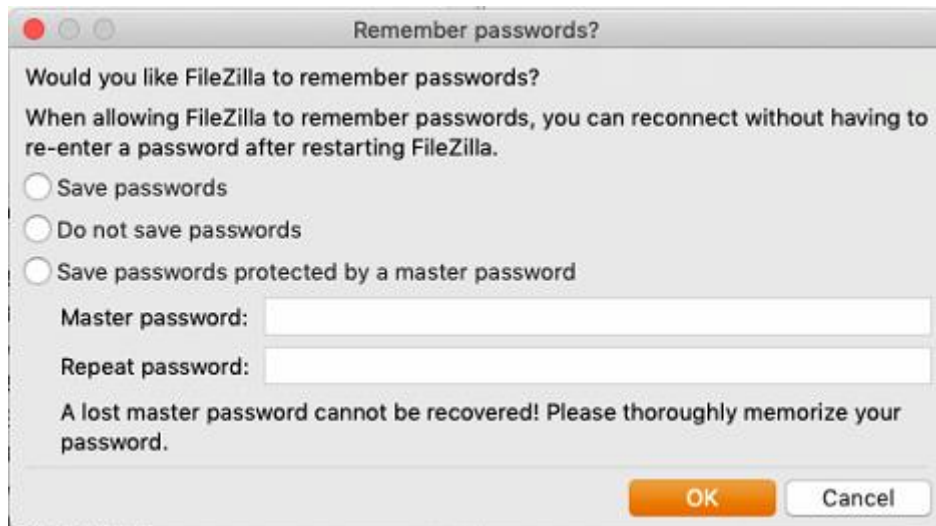 Remember passwords?
Would you like FileZilla to remember passwords?
When allowing FileZilla to remember passwords, you can reconnect without having to
re-enter a password after restarting FileZilla.
Save passwords
Do not save passwords
Save passwords protected by a master password
Master password:
Repeat password:
A lost master password cannot be recovered! Please thoroughly memorize your
password.
OK Cancel